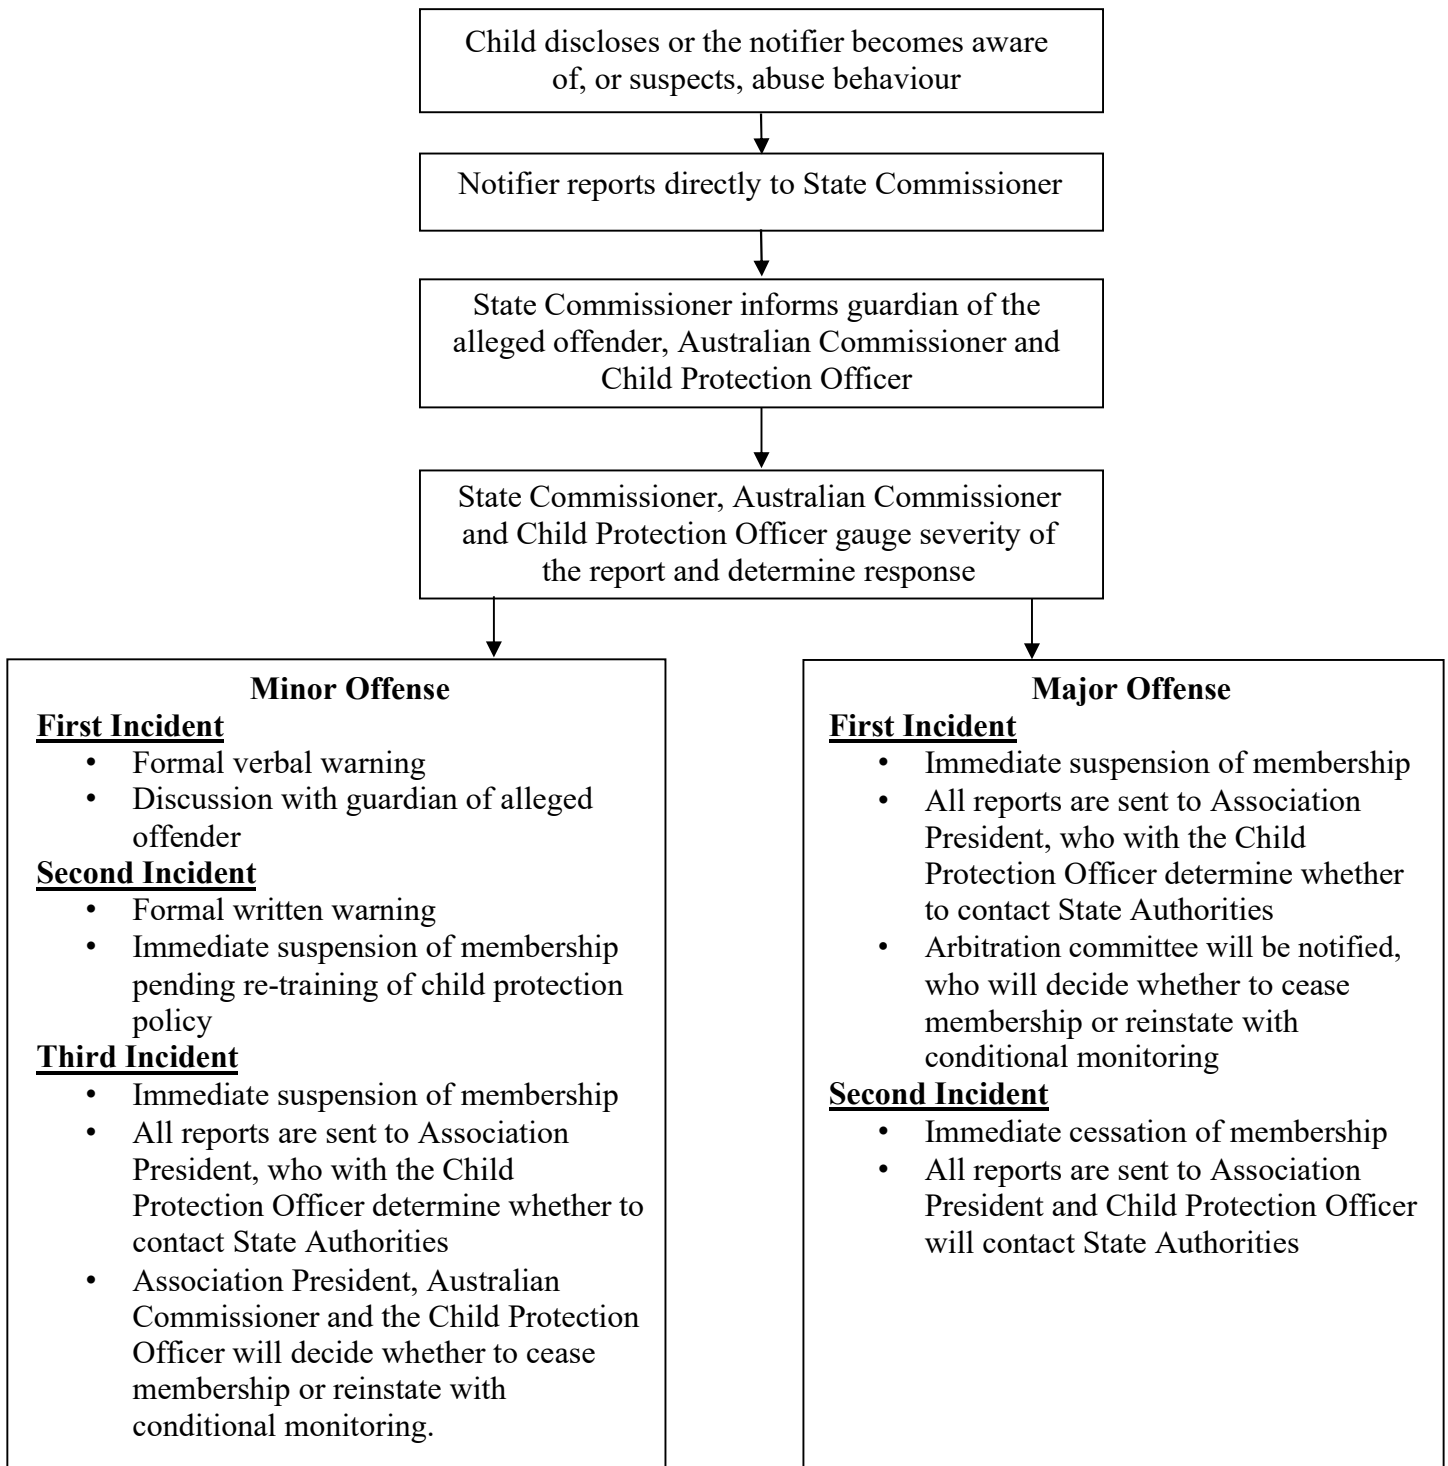 Child discloses or the notifier becomes aware
of, or suspects, abuse behaviour
Notifier reports directly to State Commissioner
State Commissioner informs guardian of the
alleged offender, Australian Commissioner and
Child Protection Officer
State Commissioner, Australian Commissioner
and Child Protection Officer gauge severity of
the report and determine response
Minor Offense
First Incident
• Formal verbal warning
• Discussion with guardian of alleged
offender
Second Incident
• Formal written warning
• Immediate suspension of membership
pending re-training of child protection
policy
Third Incident
• Immediate suspension of membership
• All reports are sent to Association
President, who with the Child
Protection Officer determine whether to
contact State Authorities
• Association President, Australian
Commissioner and the Child Protection
Officer will decide whether to cease
membership or reinstate with
conditional monitoring.
Major Offense
First Incident
• Immediate suspension of membership
• All reports are sent to Association
President, who with the Child
Protection Officer determine whether
to contact State Authorities
• Arbitration committee will be notified,
who will decide whether to cease
membership or reinstate with
conditional monitoring
Second Incident
• Immediate cessation of membership
• All reports are sent to Association
President and Child Protection Officer
will contact State Authorities